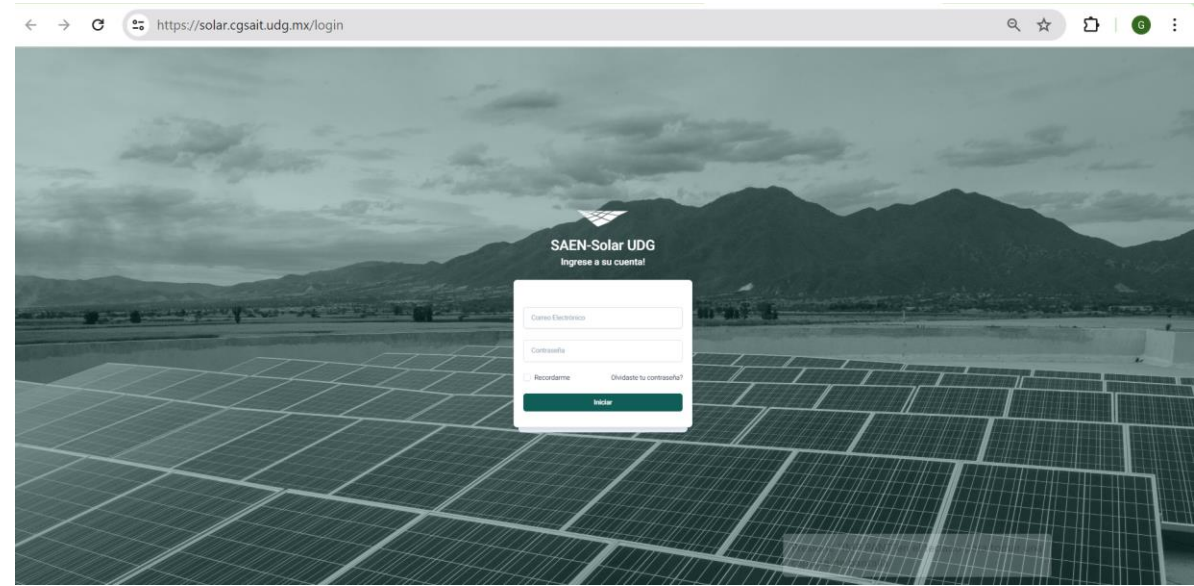 https://solar.cgsait.udg.mx/login
G
SAEN-Solar UDG
Ingrese a su cuenta!
Correo Electrónico
Contraseña
Recordarme
Olvidaste tu contraseña?
Iniciar